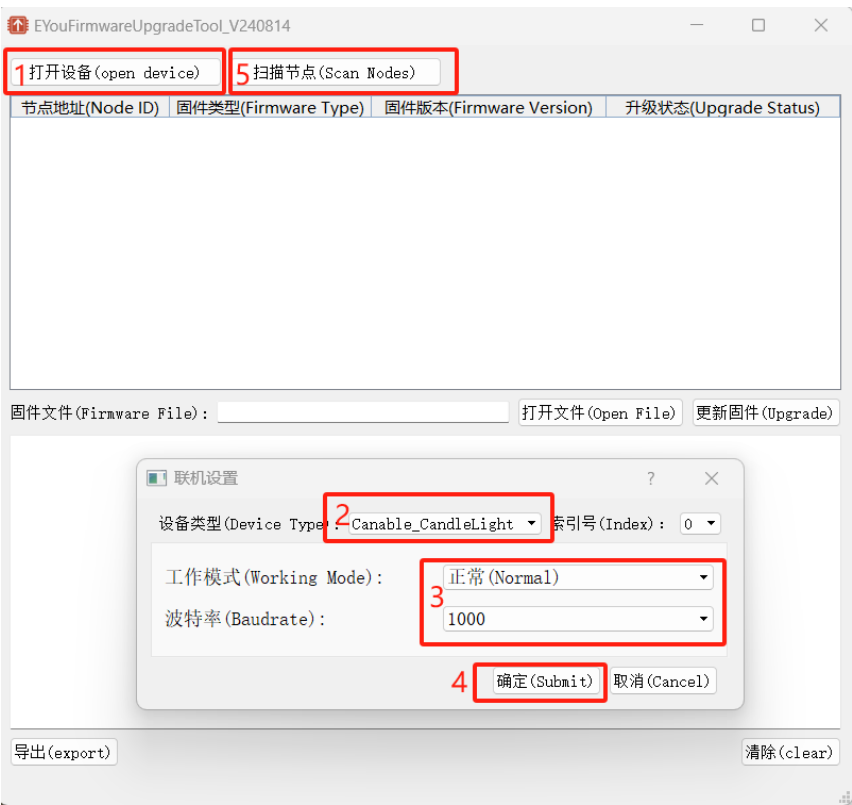 EYouFirmwareUpgradeTool_V240814
1 打开设备(open device) 5 扫描节点(Scan Nodes)
节点地址(Node ID) 固件类型(Firmware Type) 固件版本(Firmware Version) 升级状态(Upgrade Status)
固件文件(Firmware File): 打开文件(Open File) 更新固件(Upgrade)
联机设置 ?
设备类型(Device Type): 2 Canable_CandleLight 索引号(Index): 0
工作模式(Working Mode): 正常(Normal)
3
波特率(Baudrate): 1000
4 确定(Submit) 取消(Cancel)
导出(export) 清除(clear)